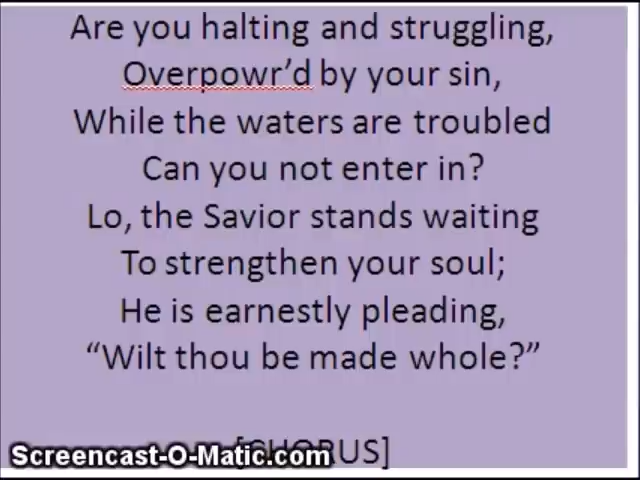 Are you halting and struggling,
Overpowr’d by your sin,
While the waters are troubled
Can you not enter in?
Lo, the Savior stands waiting
To strengthen your soul;
He is earnestly pleading,
“Wilt thou be made whole?”
[CHORUS]
Screencast-O-Matic.com